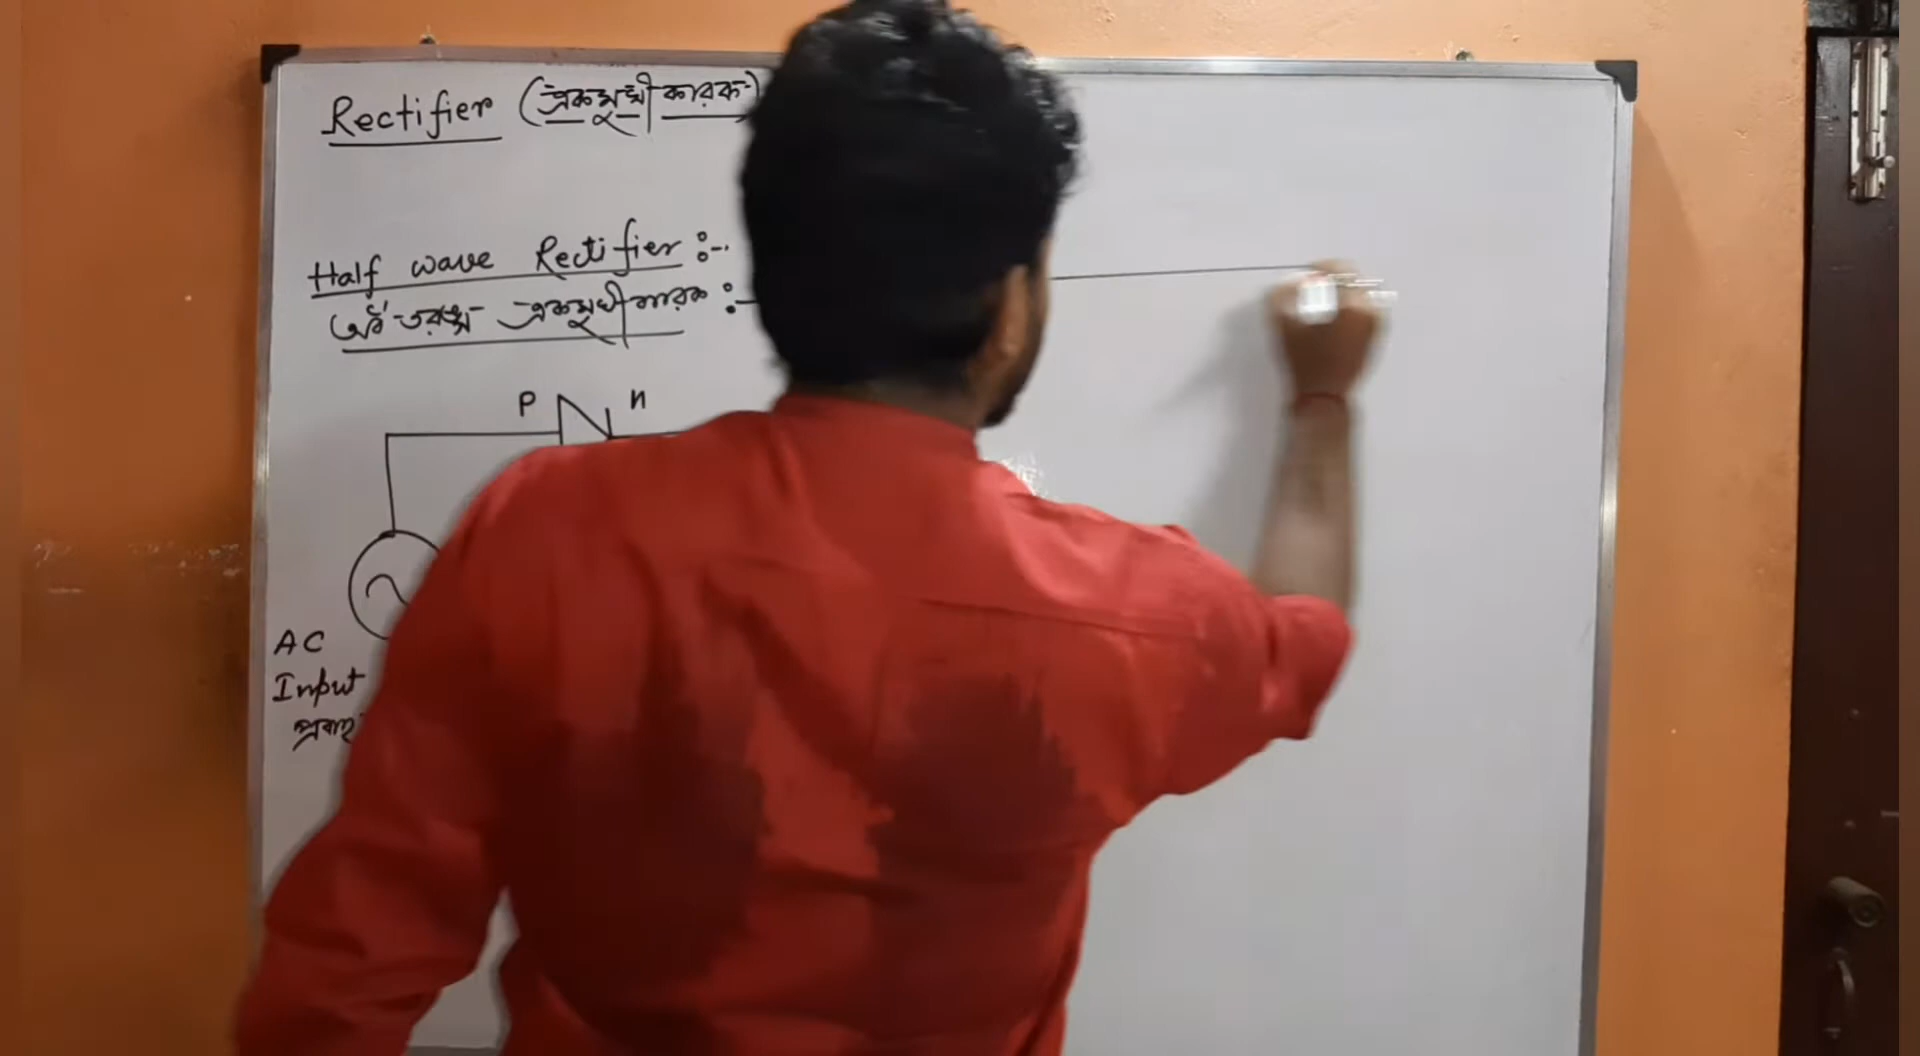 Rectifier (একমুখীকারক)
Half wave Rectifier :-
অর্ধ-তরঙ্গ একমুখীকারক :-
P n
AC
Input
প্রবাহ